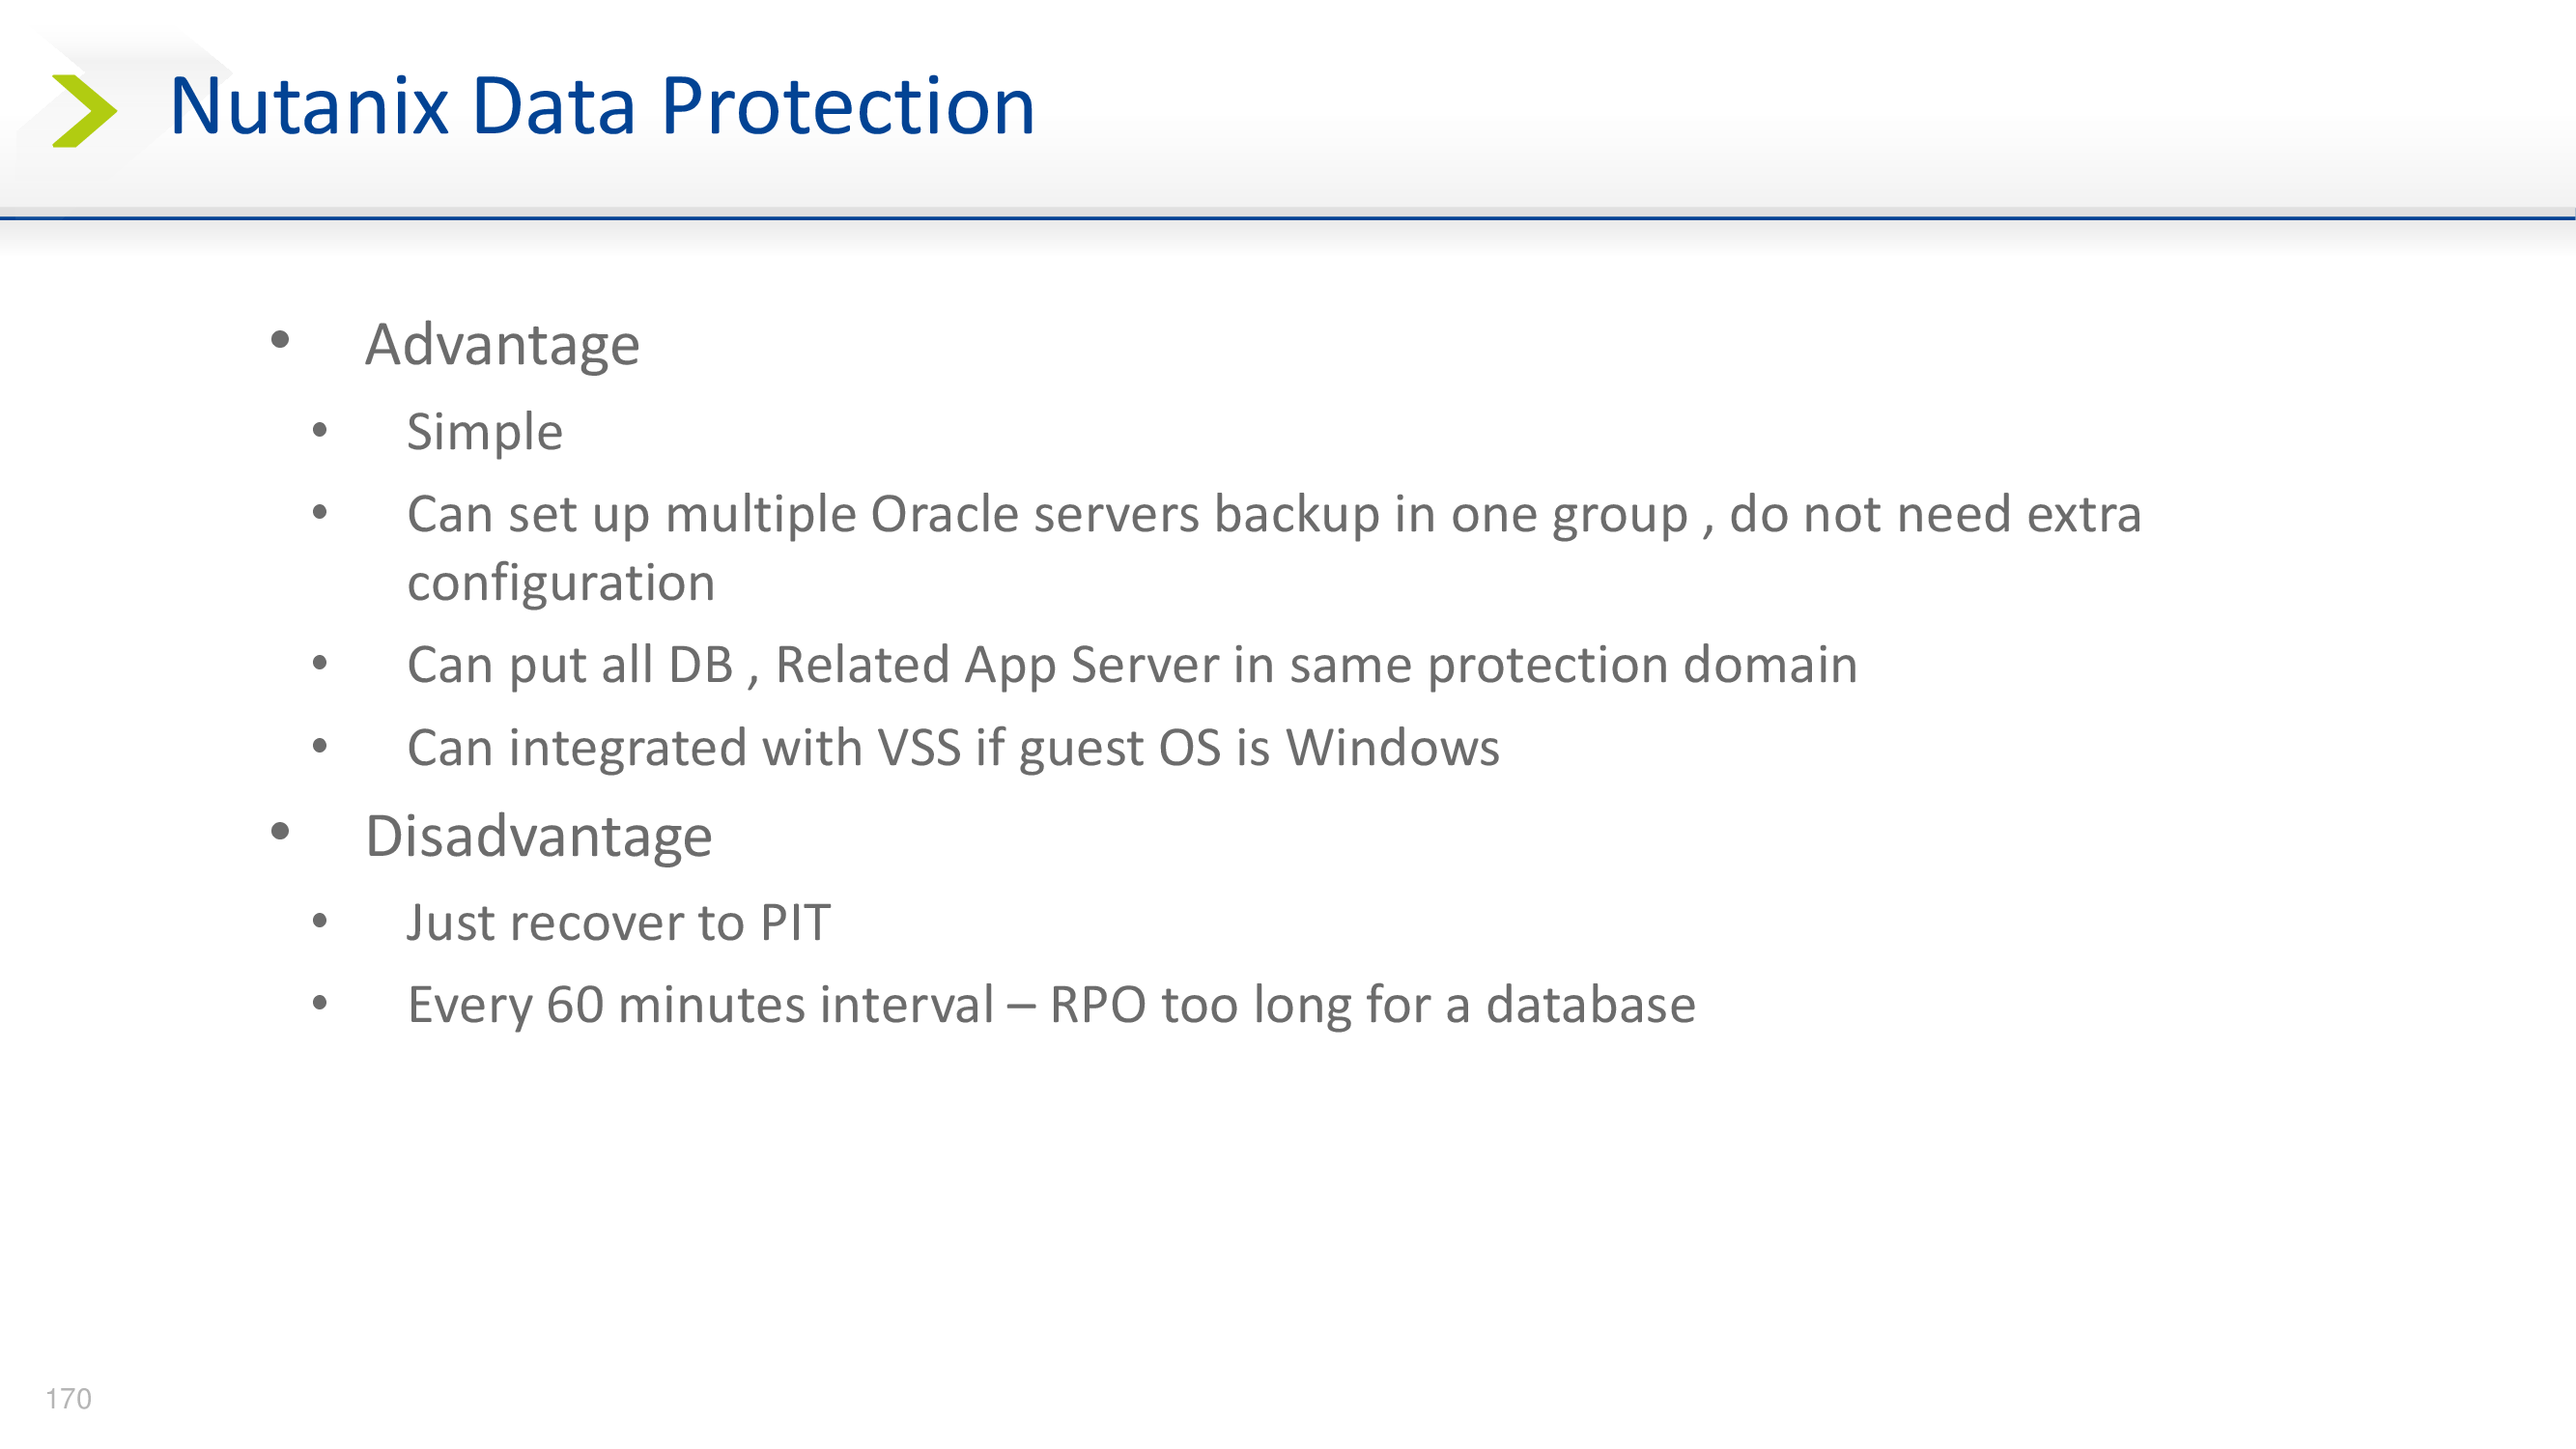 Nutanix Data Protection
• Advantage
• Simple
• Can set up multiple Oracle servers backup in one group , do not need extra
configuration
• Can put all DB , Related App Server in same protection domain
• Can integrated with VSS if guest OS is Windows
• Disadvantage
• Just recover to PIT
• Every 60 minutes interval – RPO too long for a database
170